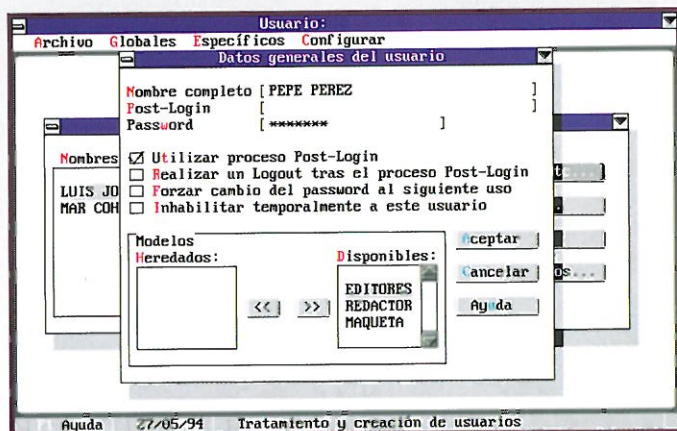 Usuario:
Archivo Globales Específicos Configurar
Datos generales del usuario
Nombre completo [PEPE PEREZ ]
Post-Login [ ]
Password [******* ]
Nombres
☑ Utilizar proceso Post-Login
☐ Realizar un Logout tras el proceso Post-Login
LUIS JO
☐ Forzar cambio del password al siguiente uso
MAR COH
☐ Inhabilitar temporalmente a este usuario
Modelos
Heredados:
Disponibles:
EDITORES
REDACTOR
MAQUETA
<< >>
Aceptar
Cancelar
Ayuda
os...
Ayuda 27/05/94 Tratamiento y creación de usuarios